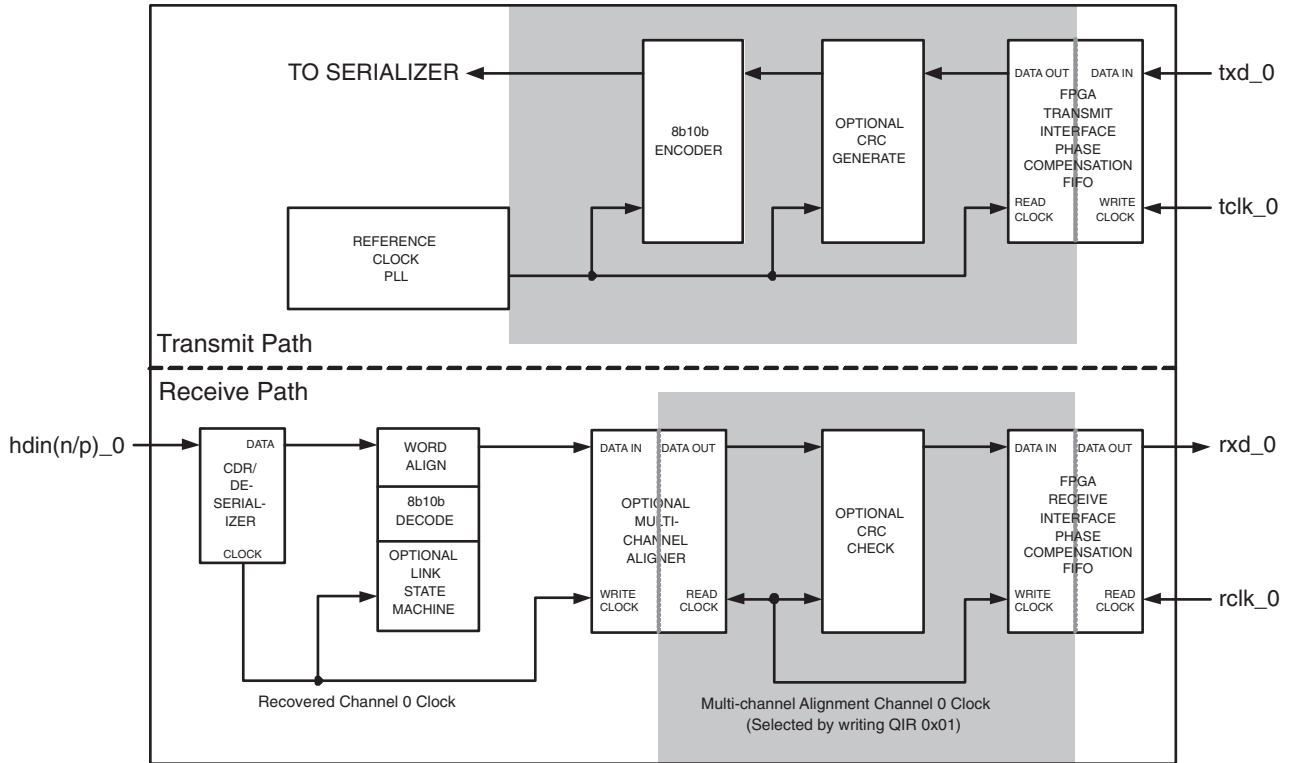 TO SERIALIZER
8b10b
ENCODER
OPTIONAL
CRC
GENERATE
DATA OUT
DATA IN
FPGA
TRANSMIT
INTERFACE
PHASE
COMPENSATION
FIFO
READ
CLOCK
WRITE
CLOCK
txd_0
tclk_0
REFERENCE
CLOCK
PLL
Transmit Path
Receive Path
hdin(n/p)_0
DATA
CDR/
DE-
SERIAL-
IZER
CLOCK
WORD
ALIGN
8b10b
DECODE
OPTIONAL
LINK
STATE
MACHINE
DATA IN
DATA OUT
OPTIONAL
MULTI-
CHANNEL
ALIGNER
WRITE
CLOCK
READ
CLOCK
OPTIONAL
CRC
CHECK
DATA IN
DATA OUT
FPGA
RECEIVE
INTERFACE
PHASE
COMPENSATION
FIFO
WRITE
CLOCK
READ
CLOCK
rxd_0
rclk_0
Recovered Channel 0 Clock
Multi-channel Alignment Channel 0 Clock
(Selected by writing QIR 0x01)